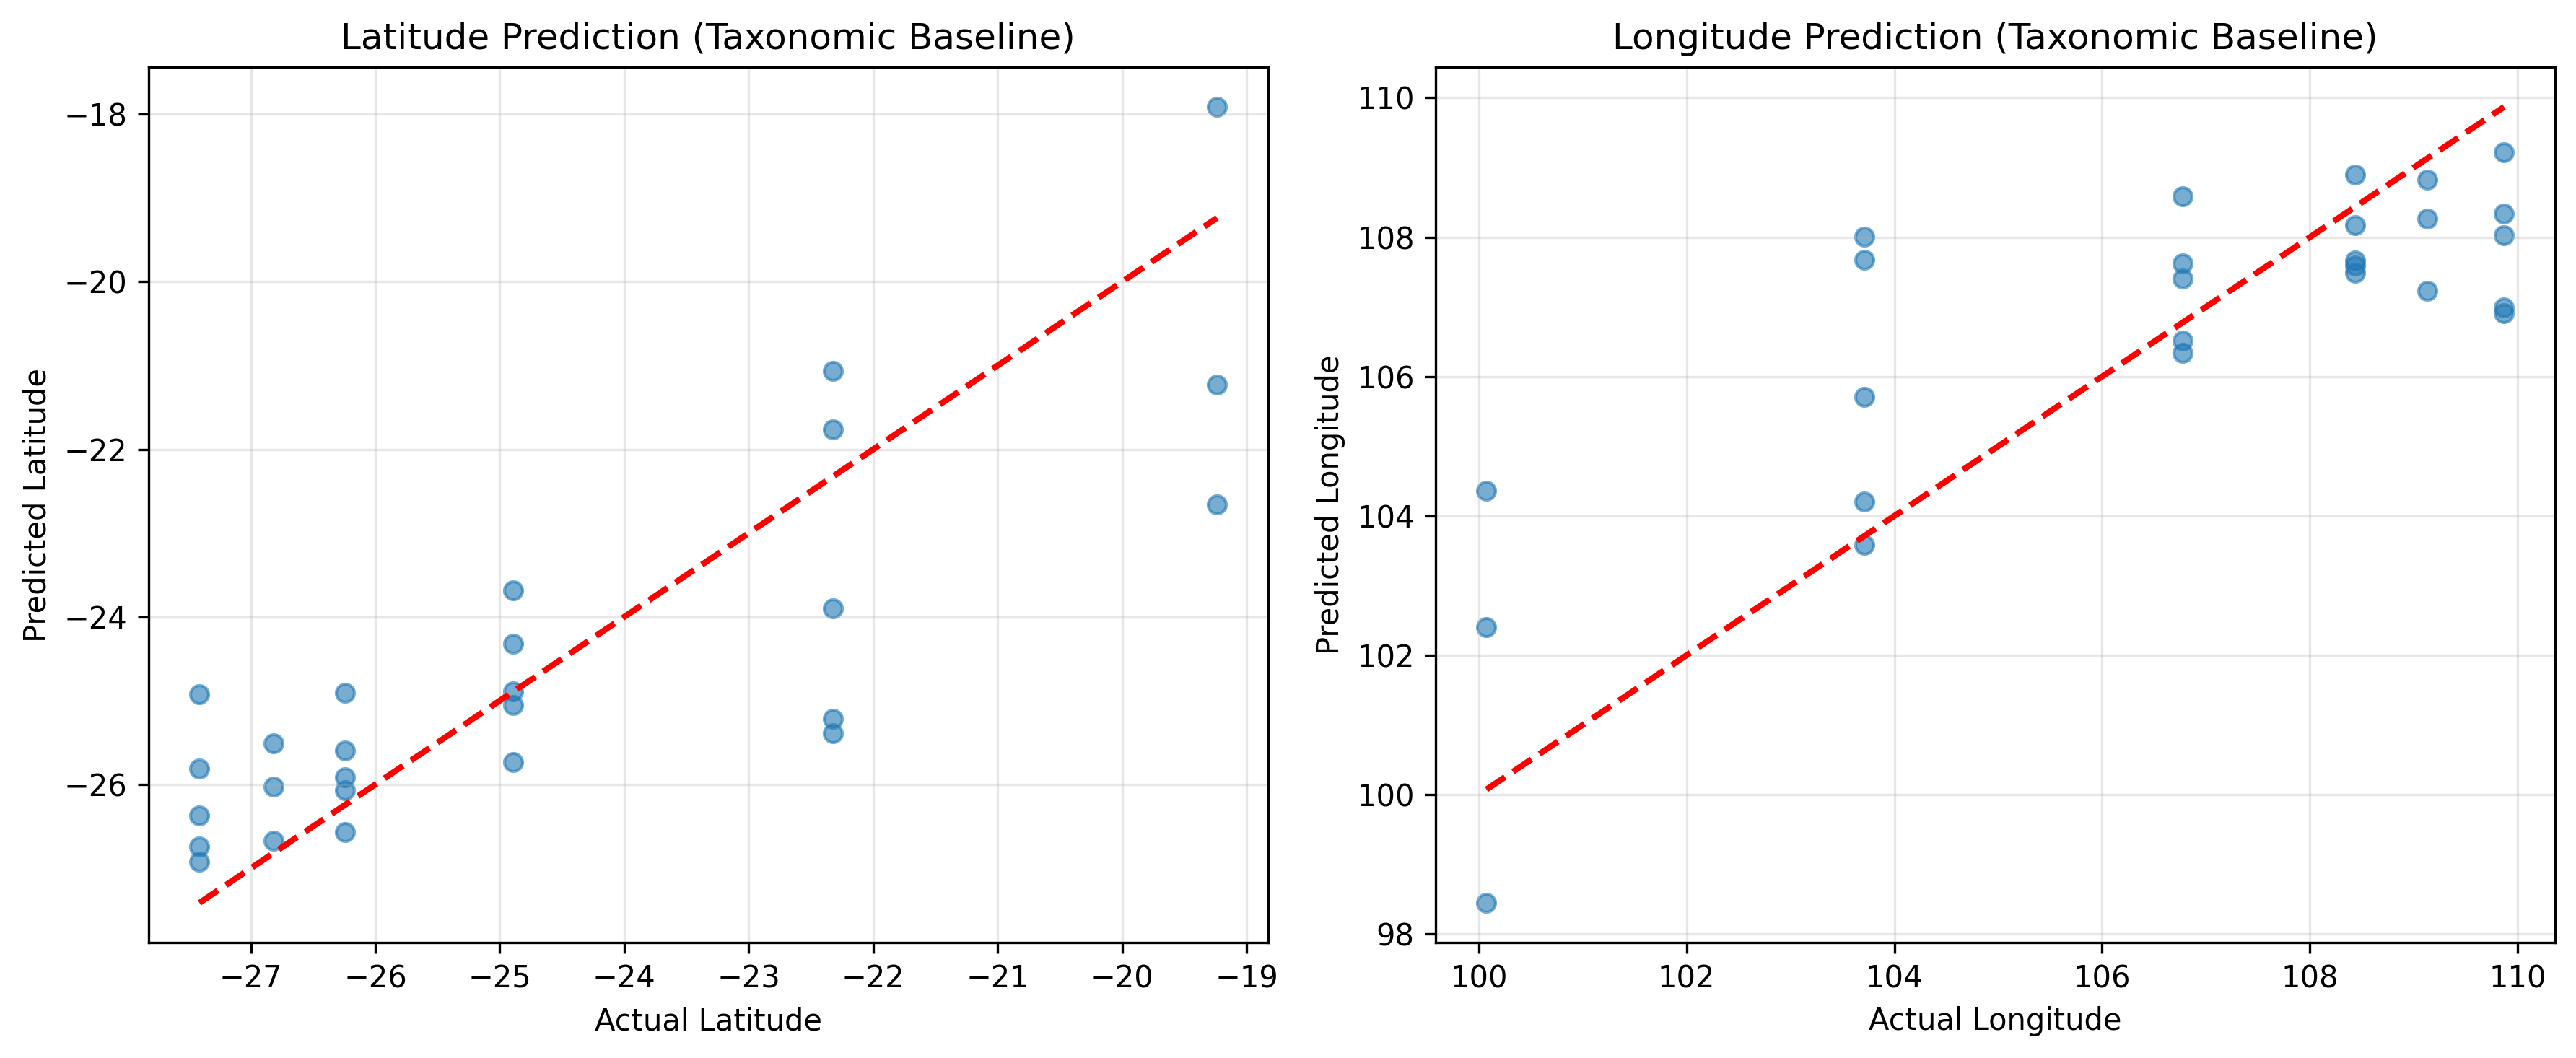 Latitude Prediction (Taxonomic Baseline)
−18
−20
−22
−24
−26
Predicted Latitude
−27 −26 −25 −24 −23 −22 −21 −20 −19
Actual Latitude
Longitude Prediction (Taxonomic Baseline)
110
108
106
104
102
100
98
Predicted Longitude
100 102 104 106 108 110
Actual Longitude